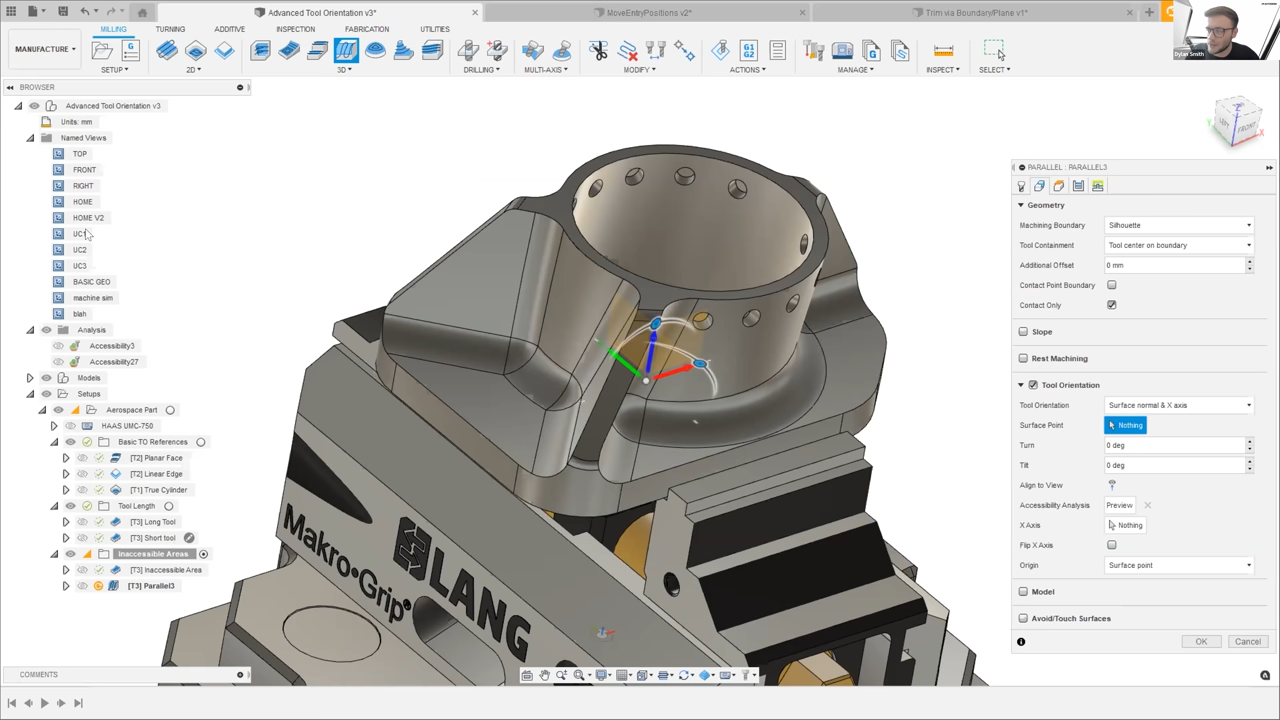 Advanced Tool Orientation v3*
MoveEntryPositions v2*
Trim via Boundary/Plane v1*
Dylan Smith
MILLING
TURNING
ADDITIVE
INSPECTION
FABRICATION
UTILITIES
MANUFACTURE
G1
G2
SETUP
2D
3D
DRILLING
MULTI-AXIS
MODIFY
ACTIONS
MANAGE
INSPECT
SELECT
BROWSER
Advanced Tool Orientation v3
Units: mm
Named Views
TOP
FRONT
RIGHT
HOME
HOME V2
UC1
UC2
UC3
BASIC GEO
machine sim
blah
Analysis
Accessibility3
Accessibility27
Models
Setups
Aerospace Part
HAAS UMC-750
Basic TO References
[T2] Planar Face
[T2] Linear Edge
[T1] True Cylinder
Tool Length
[T3] Long Tool
[T3] Short tool
Inaccessible Areas
[T3] Inaccessible Area
[T3] Parallel3
COMMENTS
Makro•Grip®
LANG
Z
Y
LEFT
FRONT
PARALLEL : PARALLEL3
Geometry
Machining Boundary
Silhouette
Tool Containment
Tool center on boundary
Additional Offset
0 mm
Contact Point Boundary
Contact Only
Slope
Rest Machining
Tool Orientation
Tool Orientation
Surface normal & X axis
Surface Point
Nothing
Turn
0 deg
Tilt
0 deg
Align to View
Accessibility Analysis
Preview
X Axis
Nothing
Flip X Axis
Origin
Surface point
Model
Avoid/Touch Surfaces
OK
Cancel